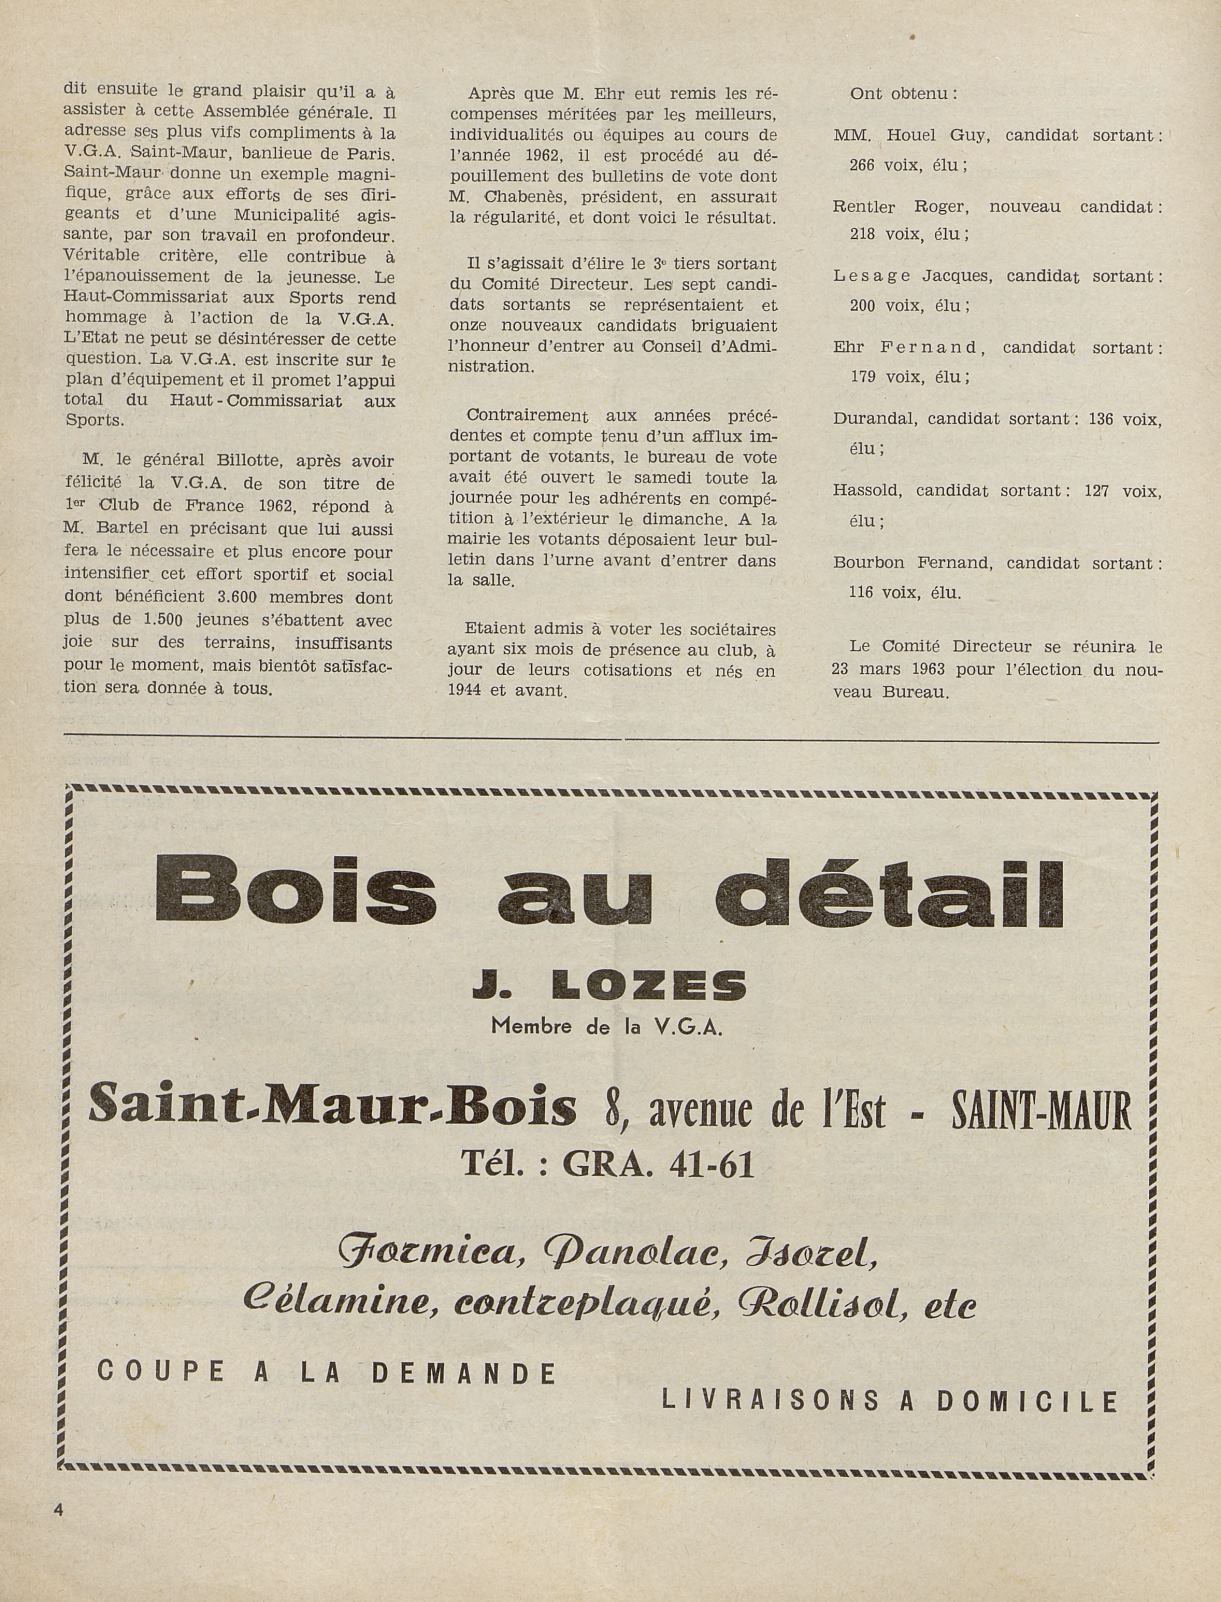 dit ensuite le grand plaisir qu'il a à
assister à cette Assemblée générale. Il
adresse ses plus vifs compliments à la
V.G.A. Saint-Maur, banlieue de Paris.
Saint-Maur donne un exemple magni-
fique, grâce aux efforts de ses diri-
geants et d'une Municipalité agis-
sante, par son travail en profondeur.
Véritable critère, elle contribue à
l'épanouissement de la jeunesse. Le
Haut-Commissariat aux Sports rend
hommage à l'action de la V.G.A.
L'Etat ne peut se désintéresser de cette
question. La V.G.A. est inscrite sur le
plan d'équipement et il promet l'appui
total du Haut-Commissariat aux
Sports.
M. le général Billotte, après avoir
félicité la V.G.A. de son titre de
1er Club de France 1962, répond à
M. Bartel en précisant que lui aussi
fera le nécessaire et plus encore pour
intensifier cet effort sportif et social
dont bénéficient 3.600 membres dont
plus de 1.500 jeunes s'ébattent avec
joie sur des terrains, insuffisants
pour le moment, mais bientôt satisfac-
tion sera donnée à tous.
Après que M. Ehr eut remis les ré-
compenses méritées par les meilleurs,
individualités ou équipes au cours de
l'année 1962, il est procédé au dé-
pouillement des bulletins de vote dont
M. Chabenès, président, en assurait
la régularité, et dont voici le résultat.
Il s'agissait d'élire le 3e tiers sortant
du Comité Directeur. Les sept candi-
dats sortants se représentaient et
onze nouveaux candidats briguaient
l'honneur d'entrer au Conseil d'Admi-
nistration.
Contrairement aux années précé-
dentes et compte tenu d'un afflux im-
portant de votants, le bureau de vote
avait été ouvert le samedi toute la
journée pour les adhérents en compé-
tition à l'extérieur le dimanche. A la
mairie les votants déposaient leur bul-
letin dans l'urne avant d'entrer dans
la salle.
Etaient admis à voter les sociétaires
ayant six mois de présence au club, à
jour de leurs cotisations et nés en
1944 et avant.
Ont obtenu :
MM. Houel Guy, candidat sortant :
266 voix, élu ;
Rentler Roger, nouveau candidat :
218 voix, élu ;
Lesage Jacques, candidat sortant :
200 voix, élu ;
Ehr Fernand, candidat sortant :
179 voix, élu ;
Durandal, candidat sortant : 136 voix,
élu ;
Hassold, candidat sortant : 127 voix,
élu ;
Bourbon Fernand, candidat sortant :
116 voix, élu.
Le Comité Directeur se réunira le
23 mars 1963 pour l'élection du nou-
veau Bureau.
Bois au détail
J. LOZES
Membre de la V.G.A.
Saint-Maur-Bois 8, avenue de l'Est - SAINT-MAUR
Tél. : GRA. 41-61
Formica, Panolac, Isorel,
Célamine, contreplaqué, Rollisol, etc
COUPE A LA DEMANDE
LIVRAISONS A DOMICILE
4